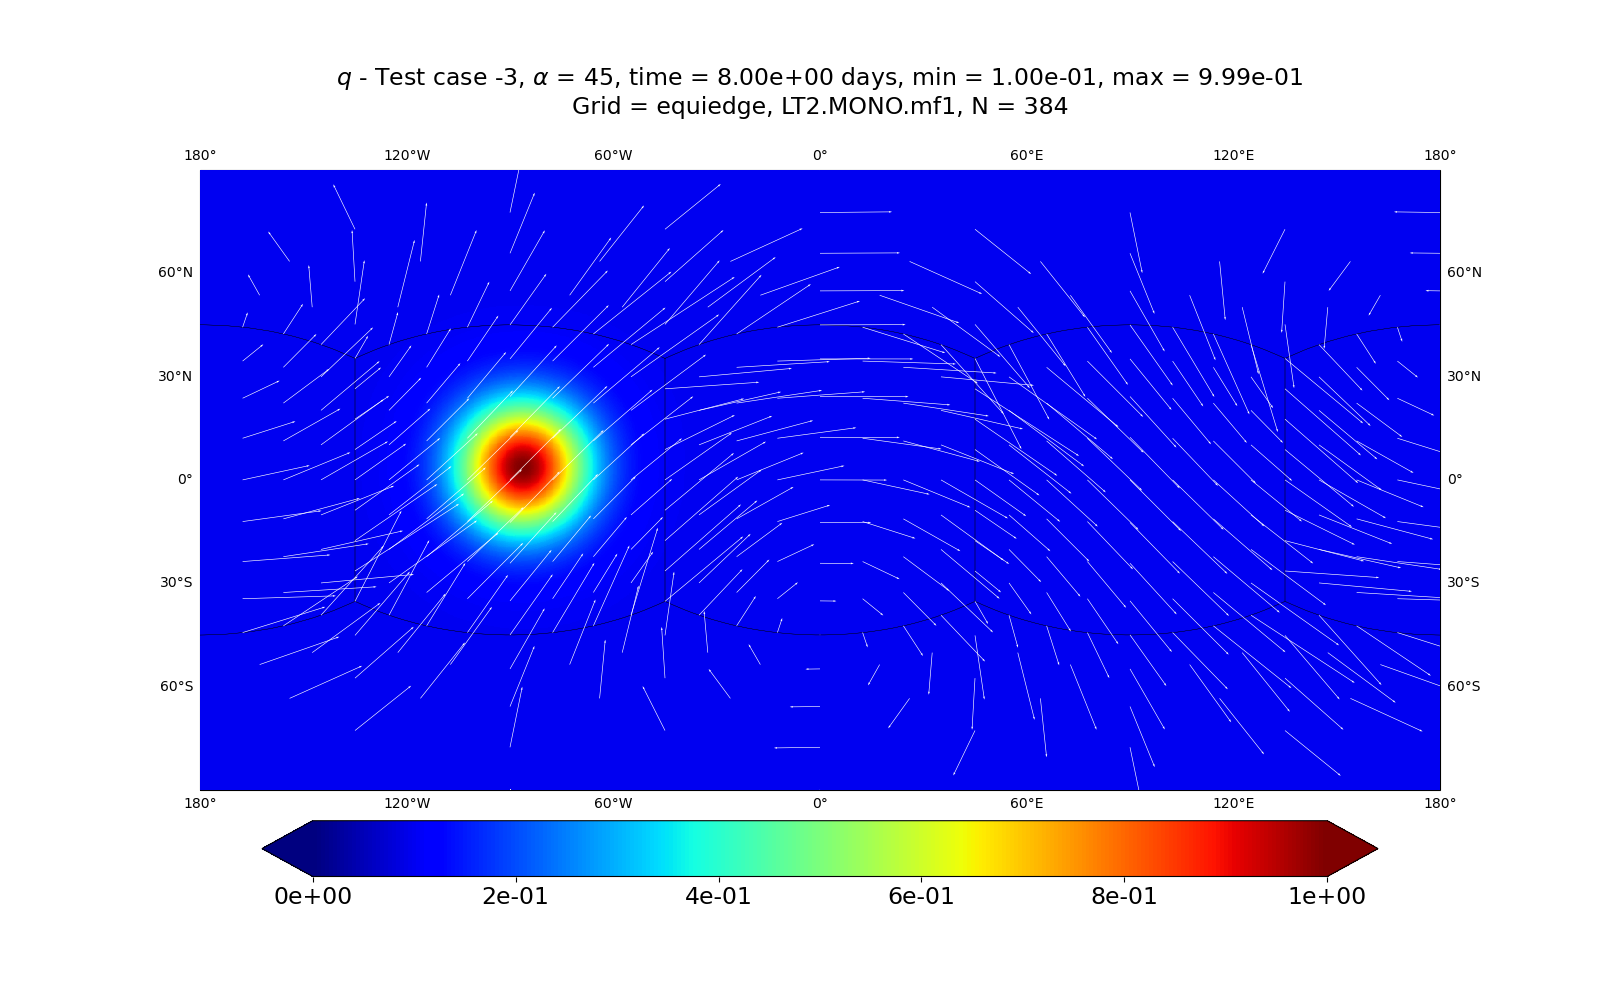 q - Test case -3, α = 45, time = 8.00e+00 days, min = 1.00e-01, max = 9.99e-01
Grid = equiedge, LT2.MONO.mf1, N = 384
180° 120°W 60°W 0° 60°E 120°E 180°
60°N 60°N
30°N 30°N
0° 0°
30°S 30°S
60°S 60°S
180° 120°W 60°W 0° 60°E 120°E 180°
0e+00 2e-01 4e-01 6e-01 8e-01 1e+00